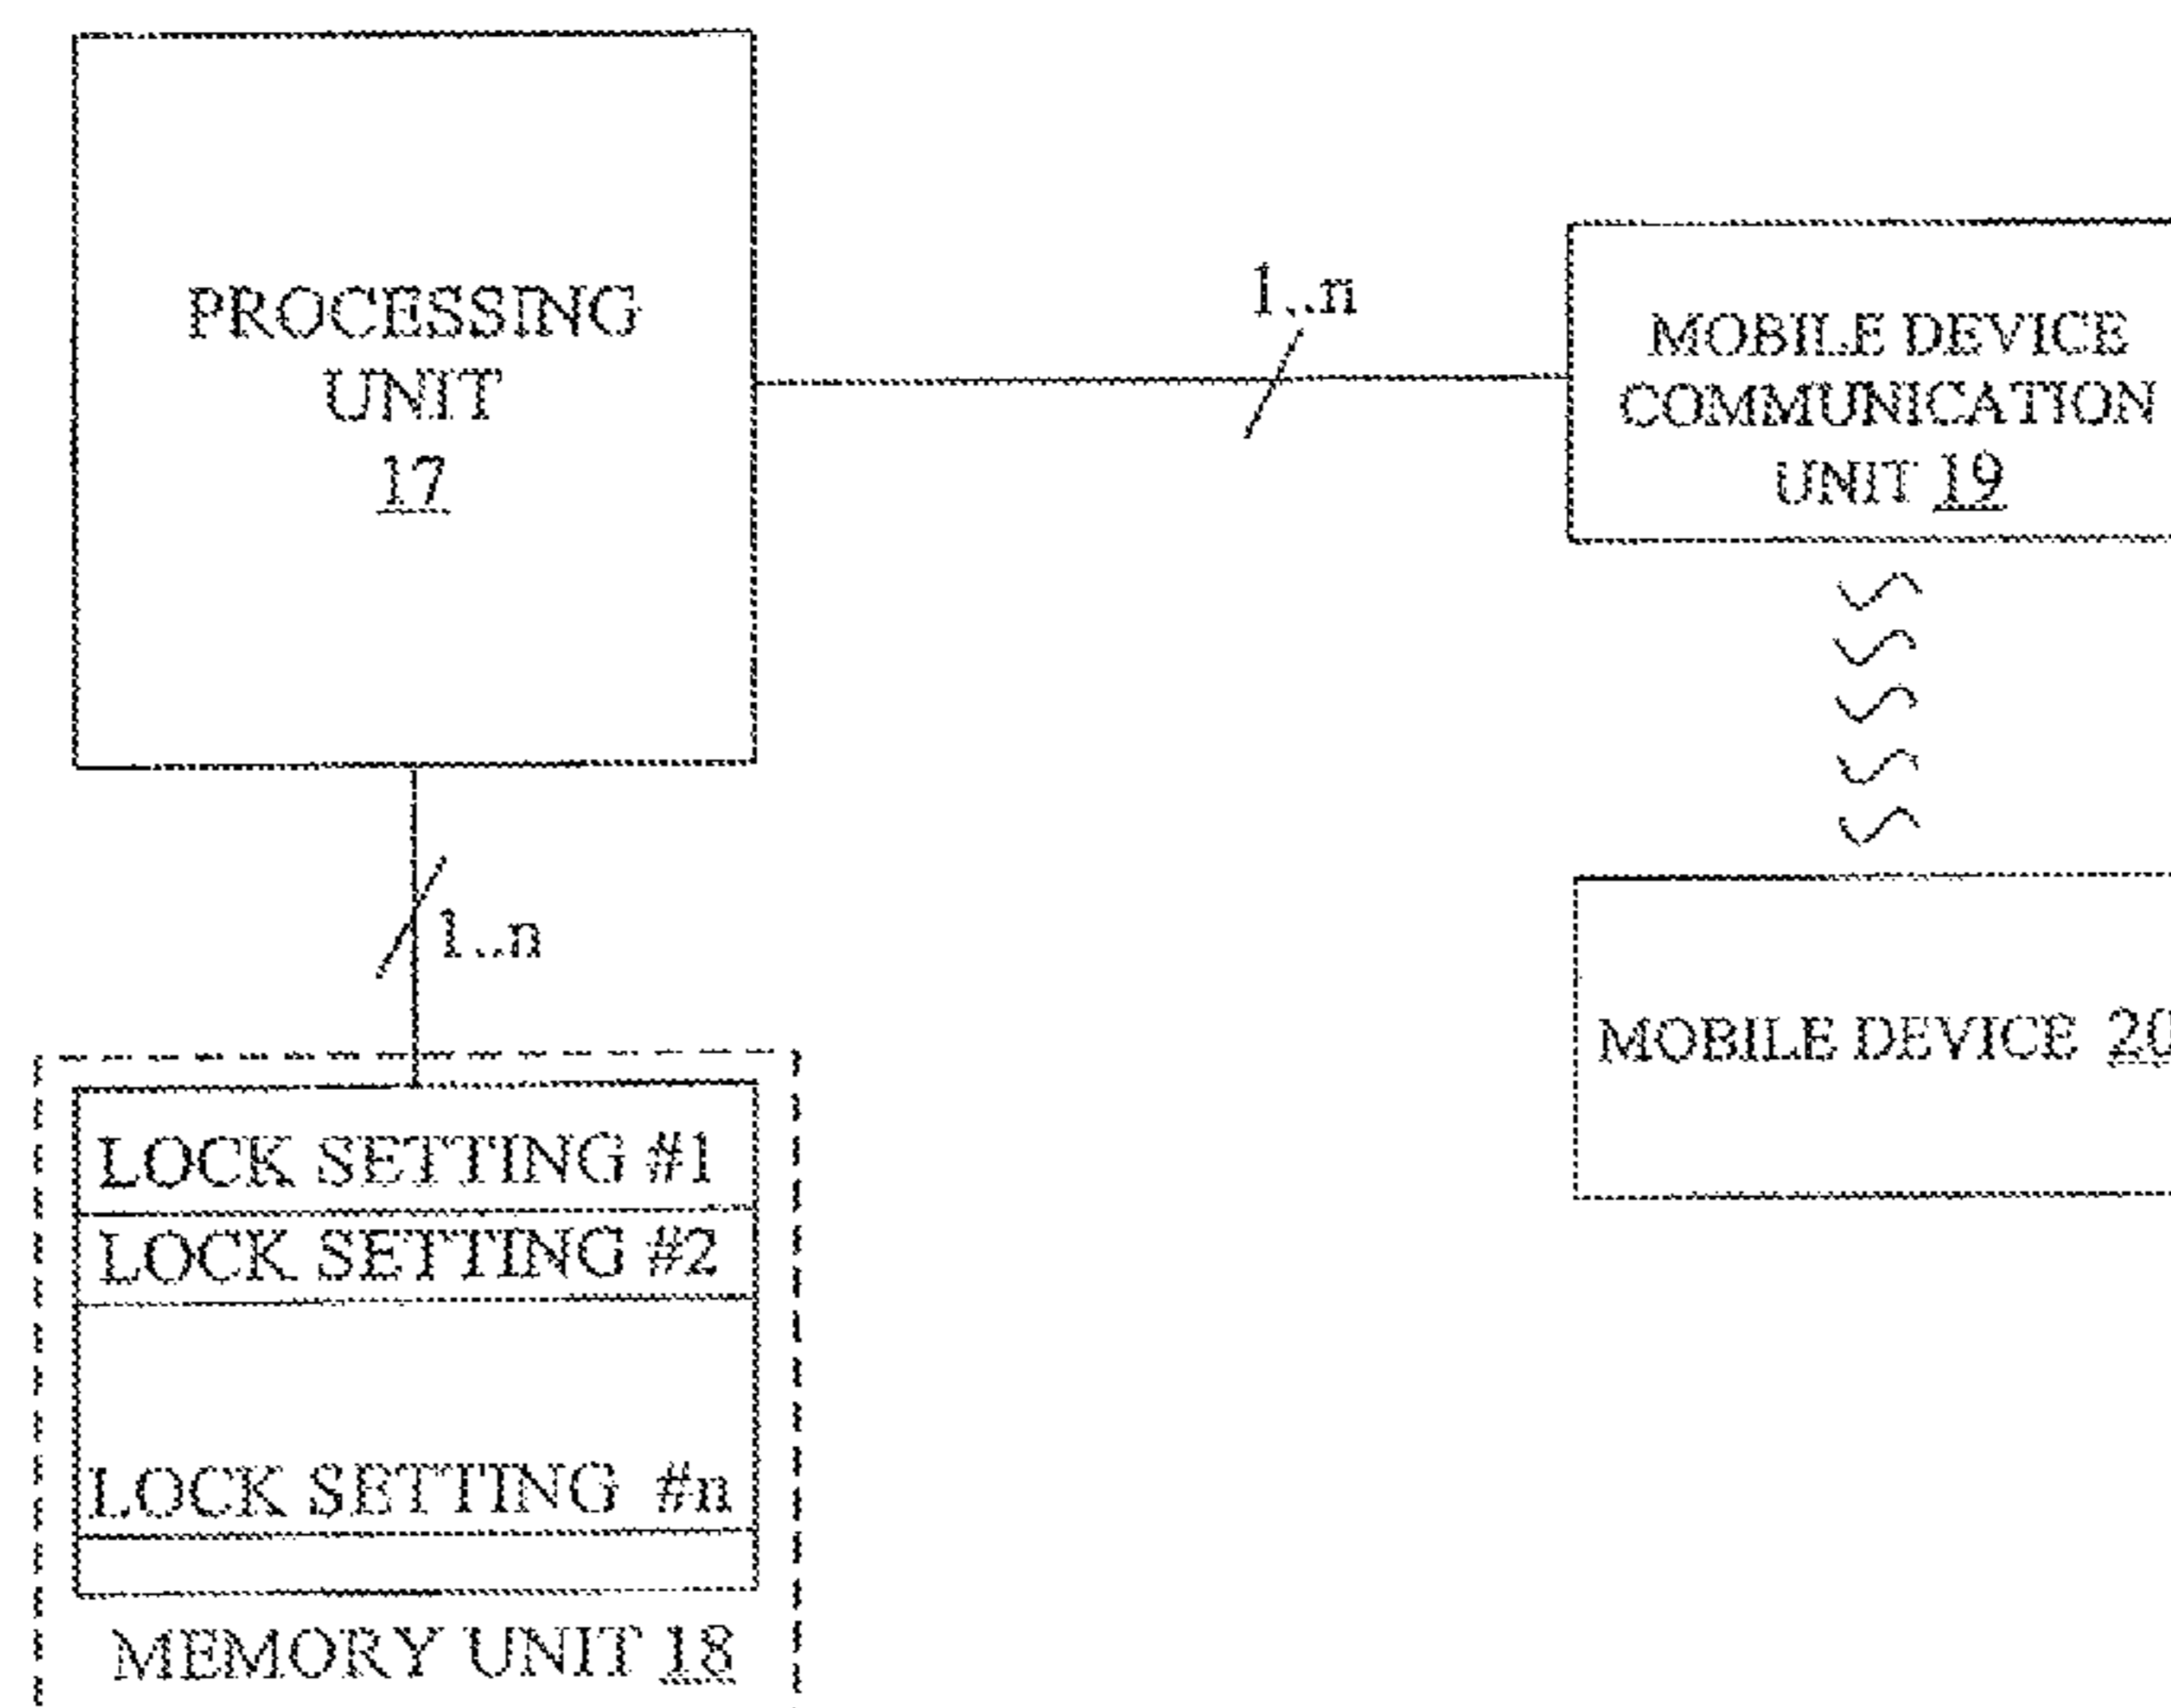 PROCESSING
UNIT
17
1..n
MOBILE DEVICE
COMMUNICATION
UNIT 19
1..n
MOBILE DEVICE 20
LOCK SETTING #1
LOCK SETTING #2
LOCK SETTING #n
MEMORY UNIT 18